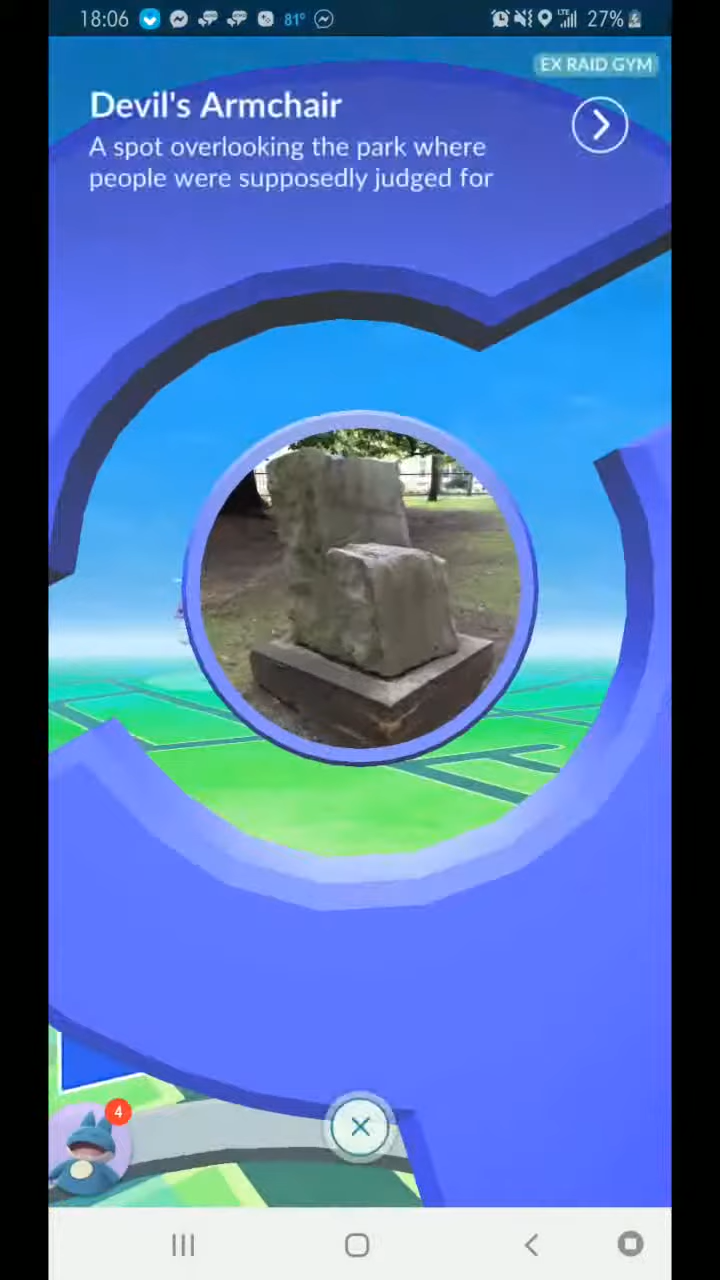 18:06 81° LTE 27%
EX RAID GYM
Devil's Armchair
A spot overlooking the park where
people were supposedly judged for
4